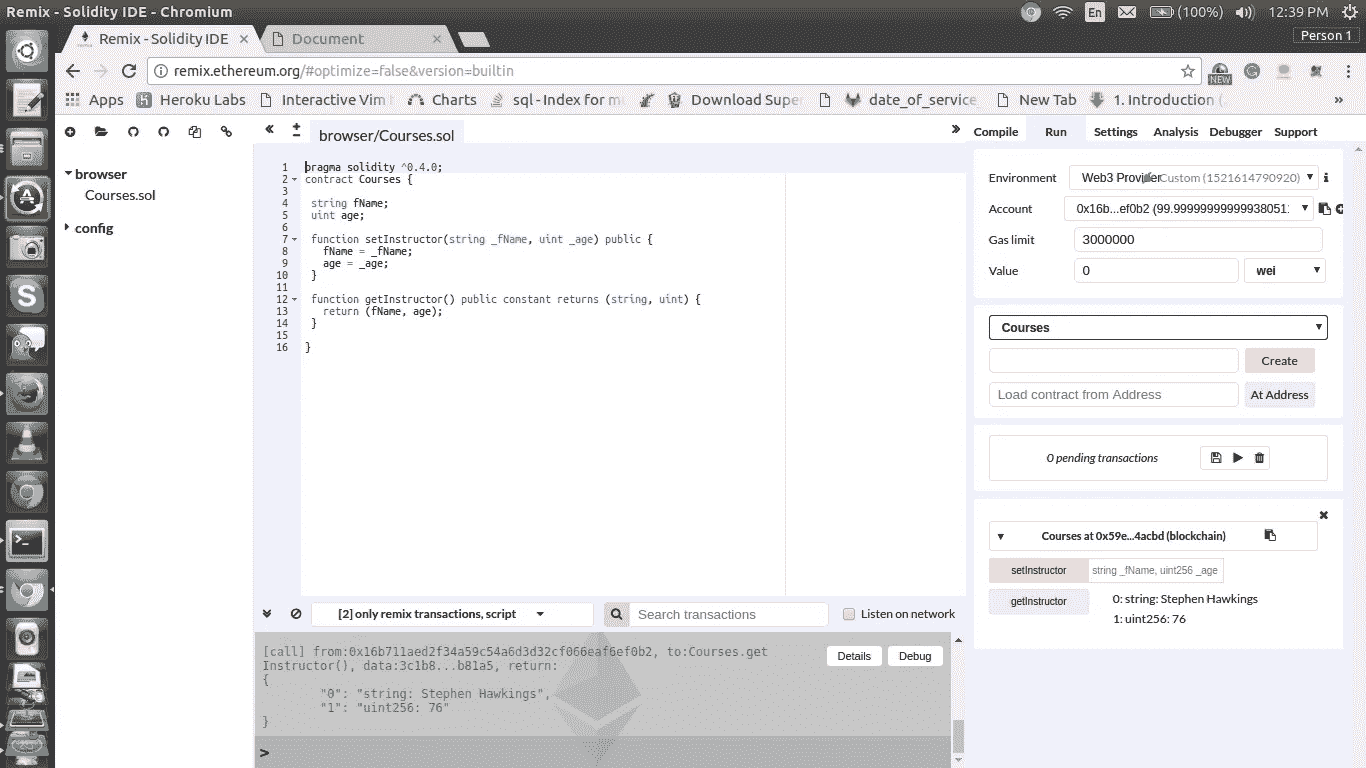 Remix - Solidity IDE - Chromium
En
(100%)
12:39 PM
Remix - Solidity IDE
Document
Person 1
remix.ethereum.org/#optimize=false&version=builtin
NEW
Apps
Heroku Labs
Interactive Vim
Charts
sql - Index for m
Download Supe
date_of_service
New Tab
1. Introduction (
browser/Courses.sol
Compile
Run
Settings
Analysis
Debugger
Support
browser
Courses.sol
config
1 pragma solidity ^0.4.0;
2 contract Courses {
3
4 string fName;
5 uint age;
6
7 function setInstructor(string _fName, uint _age) public {
8 fName = _fName;
9 age = _age;
10 }
11
12 function getInstructor() public constant returns (string, uint) {
13 return (fName, age);
14 }
15
16 }
Environment
Web3 Provider
Custom (1521614790920)
Account
0x16b...ef0b2 (99.99999999999938051
Gas limit
3000000
Value
0
wei
Courses
Create
Load contract from Address
At Address
0 pending transactions
Courses at 0x59e...4acbd (blockchain)
setInstructor
string _fName, uint256 _age
getInstructor
0: string: Stephen Hawkings
1: uint256: 76
[2] only remix transactions, script
Search transactions
Listen on network
[call] from:0x16b711aed2f34a59c54a6d3d32cf066eaf6ef0b2, to:Courses.get
Instructor(), data:3c1b8...b81a5, return:
{
"0": "string: Stephen Hawkings",
"1": "uint256: 76"
}
Details
Debug
>